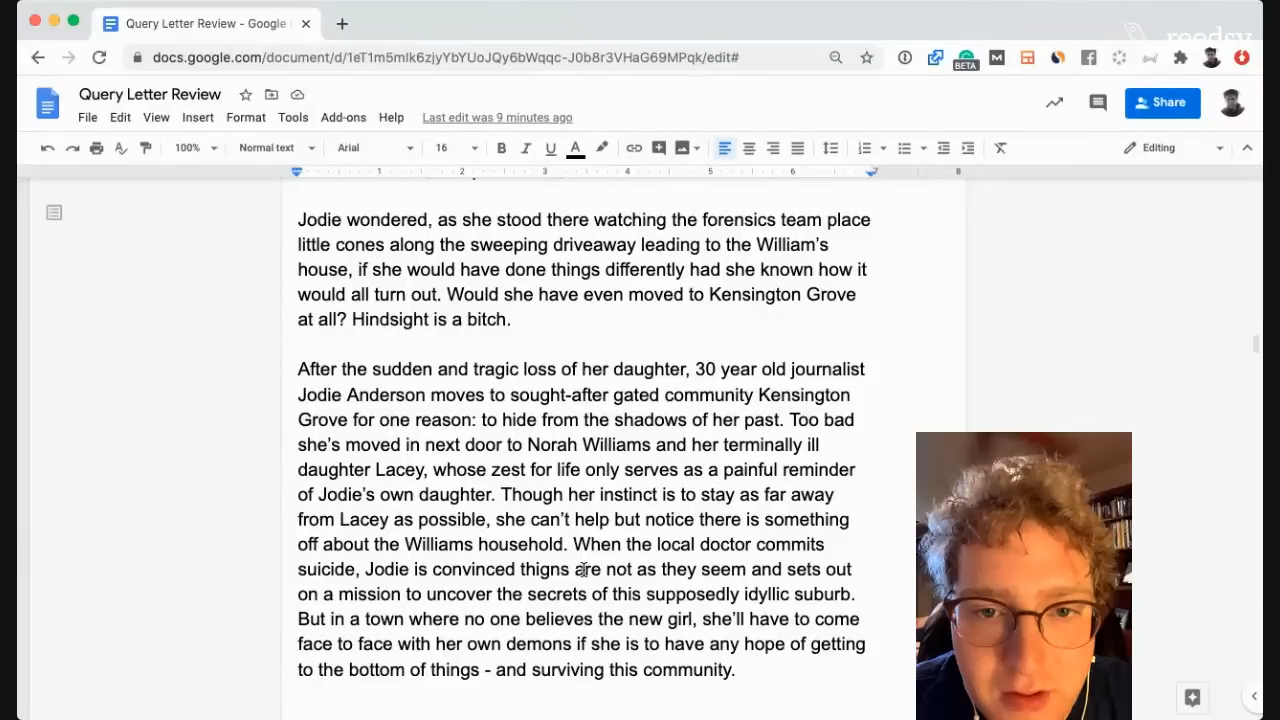 reedsy
Query Letter Review - Google
docs.google.com/document/d/1eT1m5mIk6zjyYbYUoJQy6bWqqc-J0b8r3VHaG69MPqk/edit#
BETA
Query Letter Review
File Edit View Insert Format Tools Add-ons Help Last edit was 9 minutes ago
Share
100% Normal text Arial 16 B I U A Editing
1 2 3 4 5 6 8
Jodie wondered, as she stood there watching the forensics team place
little cones along the sweeping driveaway leading to the William's
house, if she would have done things differently had she known how it
would all turn out. Would she have even moved to Kensington Grove
at all? Hindsight is a bitch.
After the sudden and tragic loss of her daughter, 30 year old journalist
Jodie Anderson moves to sought-after gated community Kensington
Grove for one reason: to hide from the shadows of her past. Too bad
she's moved in next door to Norah Williams and her terminally ill
daughter Lacey, whose zest for life only serves as a painful reminder
of Jodie's own daughter. Though her instinct is to stay as far away
from Lacey as possible, she can't help but notice there is something
off about the Williams household. When the local doctor commits
suicide, Jodie is convinced thigns are not as they seem and sets out
on a mission to uncover the secrets of this supposedly idyllic suburb.
But in a town where no one believes the new girl, she'll have to come
face to face with her own demons if she is to have any hope of getting
to the bottom of things - and surviving this community.